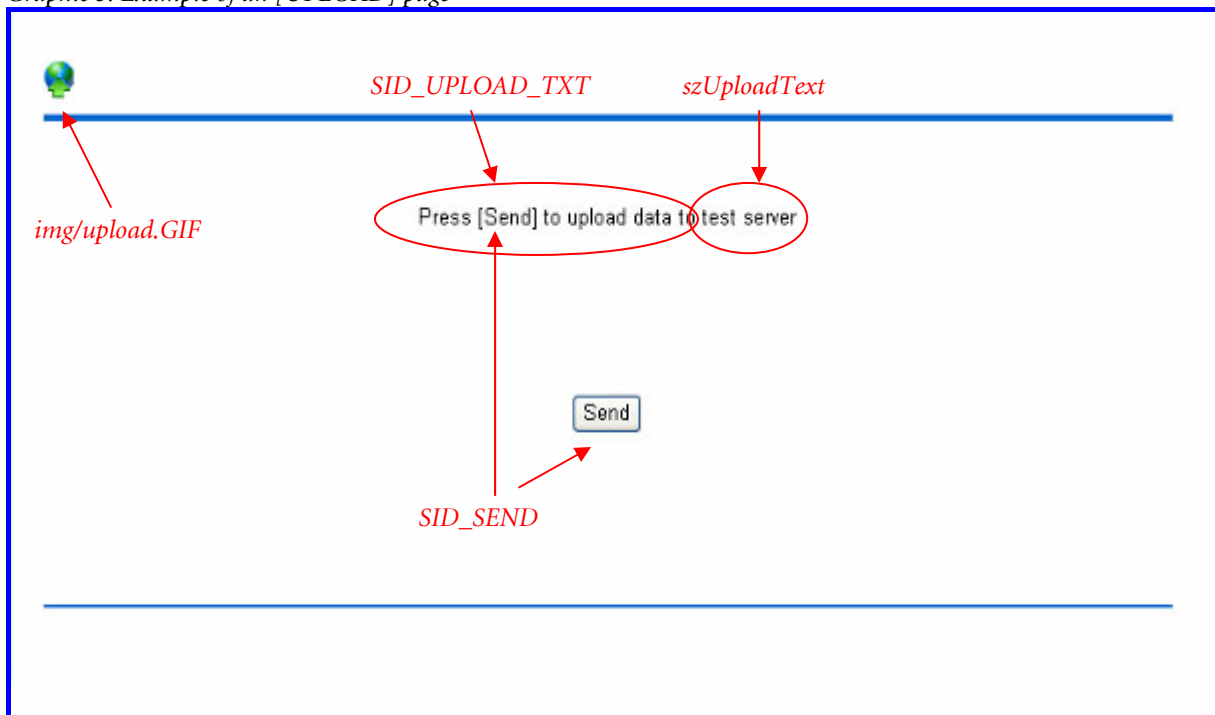 SID_UPLOAD_TXT szUploadText
Press [Send] to upload data to test server
img/upload.GIF
Send
SID_SEND